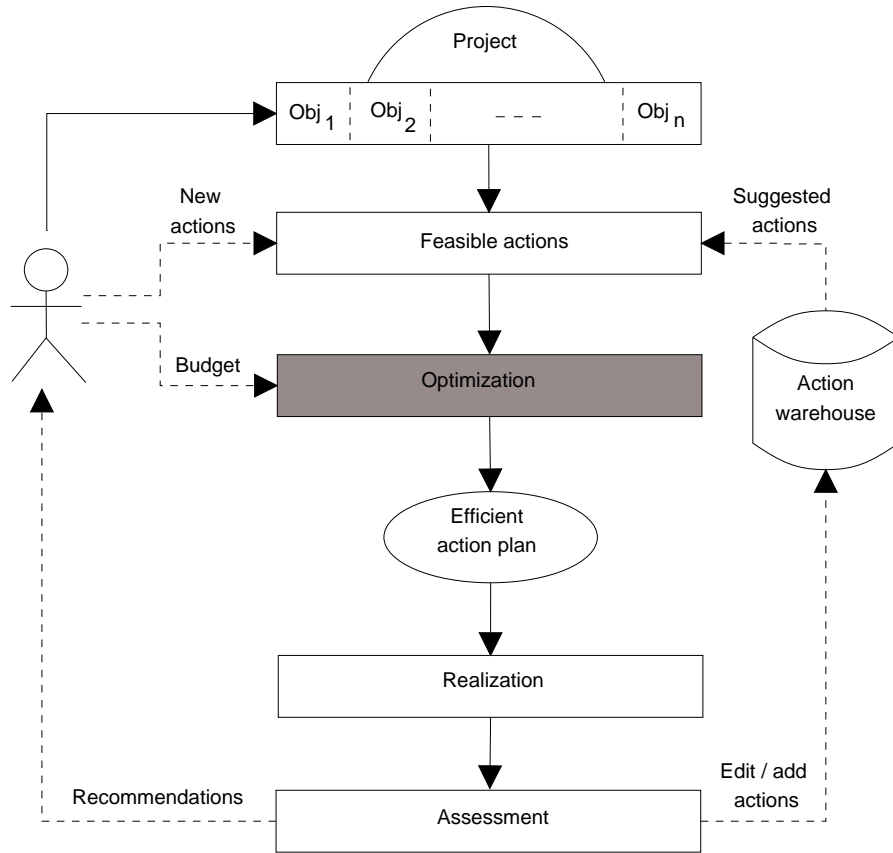 Project
Obj 1
Obj 2
– – –
Obj n
New
actions
Suggested
actions
Feasible actions
Budget
Optimization
Action
warehouse
Efficient
action plan
Realization
Recommendations
Edit / add
actions
Assessment